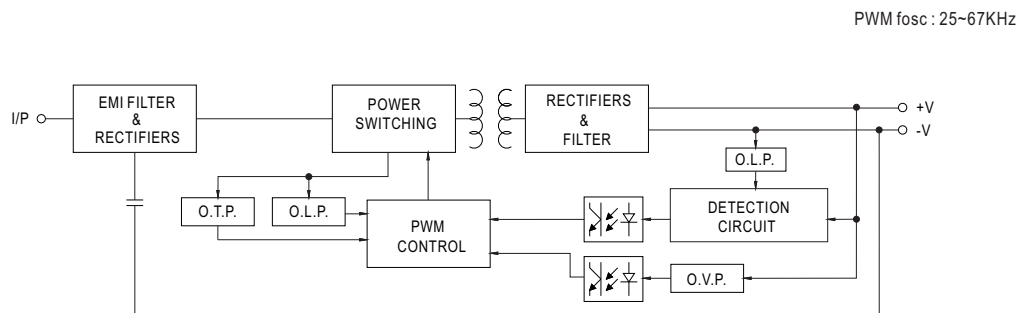 PWM fosc : 25~67KHz
I/P
EMI FILTER
&
RECTIFIERS
POWER
SWITCHING
RECTIFIERS
&
FILTER
+V
-V
O.L.P.
O.T.P.
O.L.P.
PWM
CONTROL
DETECTION
CIRCUIT
O.V.P.